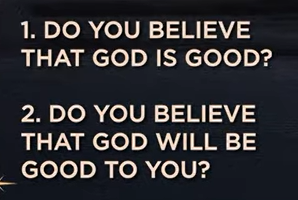 1. DO YOU BELIEVE
THAT GOD IS GOOD?
2. DO YOU BELIEVE
THAT GOD WILL BE
GOOD TO YOU?